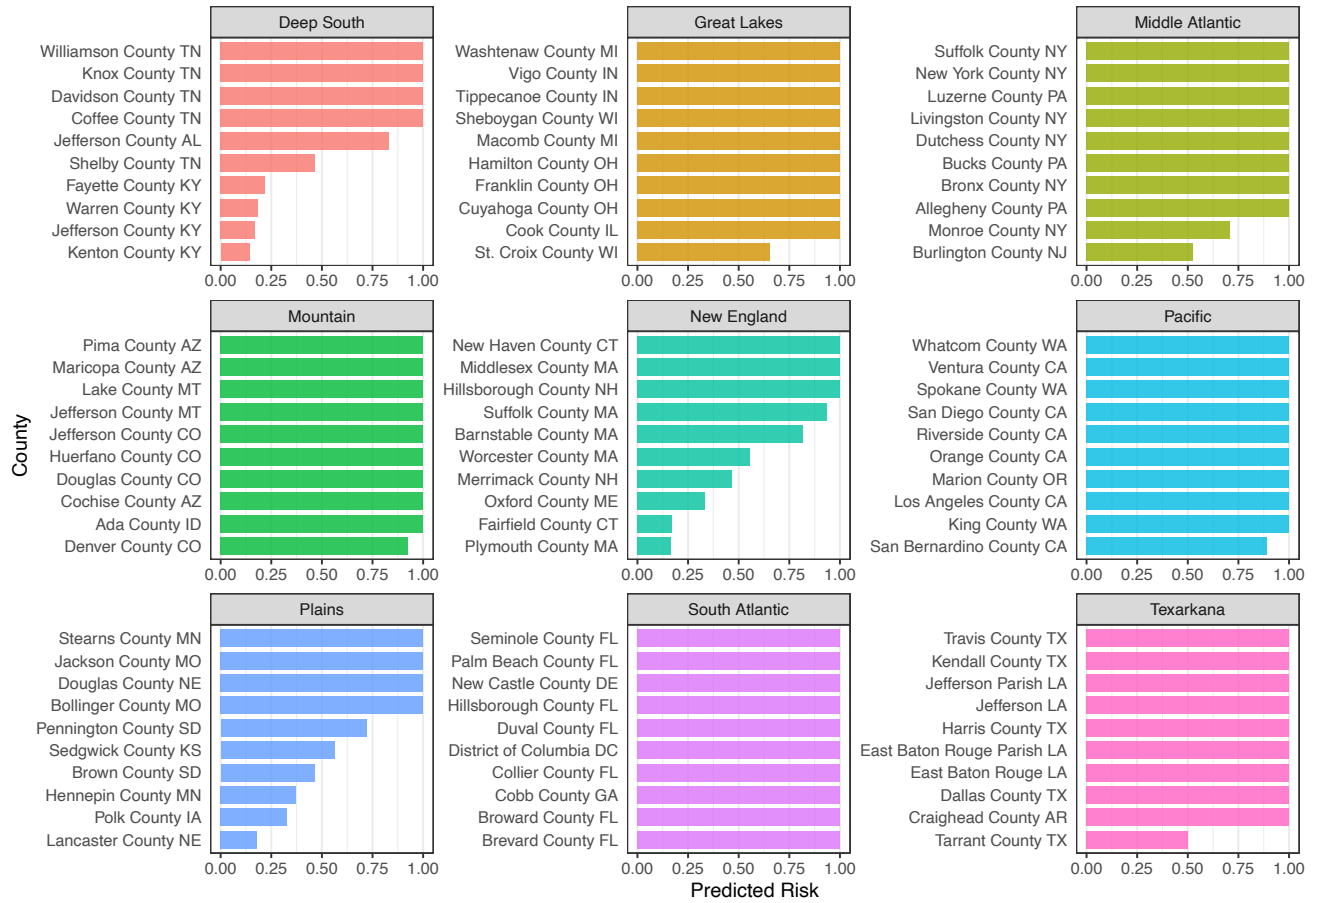 Deep South
Williamson County TN
Knox County TN
Davidson County TN
Coffee County TN
Jefferson County AL
Shelby County TN
Fayette County KY
Warren County KY
Jefferson County KY
Kenton County KY
0.00 0.25 0.50 0.75 1.00
Great Lakes
Washtenaw County MI
Vigo County IN
Tippecanoe County IN
Sheboygan County WI
Macomb County MI
Hamilton County OH
Franklin County OH
Cuyahoga County OH
Cook County IL
St. Croix County WI
0.00 0.25 0.50 0.75 1.00
Middle Atlantic
Suffolk County NY
New York County NY
Luzerne County PA
Livingston County NY
Dutchess County NY
Bucks County PA
Bronx County NY
Allegheny County PA
Monroe County NY
Burlington County NJ
0.00 0.25 0.50 0.75 1.00
County
Mountain
Pima County AZ
Maricopa County AZ
Lake County MT
Jefferson County MT
Jefferson County CO
Huerfano County CO
Douglas County CO
Cochise County AZ
Ada County ID
Denver County CO
0.00 0.25 0.50 0.75 1.00
New England
New Haven County CT
Middlesex County MA
Hillsborough County NH
Suffolk County MA
Barnstable County MA
Worcester County MA
Merrimack County NH
Oxford County ME
Fairfield County CT
Plymouth County MA
0.00 0.25 0.50 0.75 1.00
Pacific
Whatcom County WA
Ventura County CA
Spokane County WA
San Diego County CA
Riverside County CA
Orange County CA
Marion County OR
Los Angeles County CA
King County WA
San Bernardino County CA
0.00 0.25 0.50 0.75 1.00
Plains
Stearns County MN
Jackson County MO
Douglas County NE
Bollinger County MO
Pennington County SD
Sedgwick County KS
Brown County SD
Hennepin County MN
Polk County IA
Lancaster County NE
0.00 0.25 0.50 0.75 1.00
South Atlantic
Seminole County FL
Palm Beach County FL
New Castle County DE
Hillsborough County FL
Duval County FL
District of Columbia DC
Collier County FL
Cobb County GA
Broward County FL
Brevard County FL
0.00 0.25 0.50 0.75 1.00
Texarkana
Travis County TX
Kendall County TX
Jefferson Parish LA
Jefferson LA
Harris County TX
East Baton Rouge Parish LA
East Baton Rouge LA
Dallas County TX
Craighead County AR
Tarrant County TX
0.00 0.25 0.50 0.75 1.00
Predicted Risk